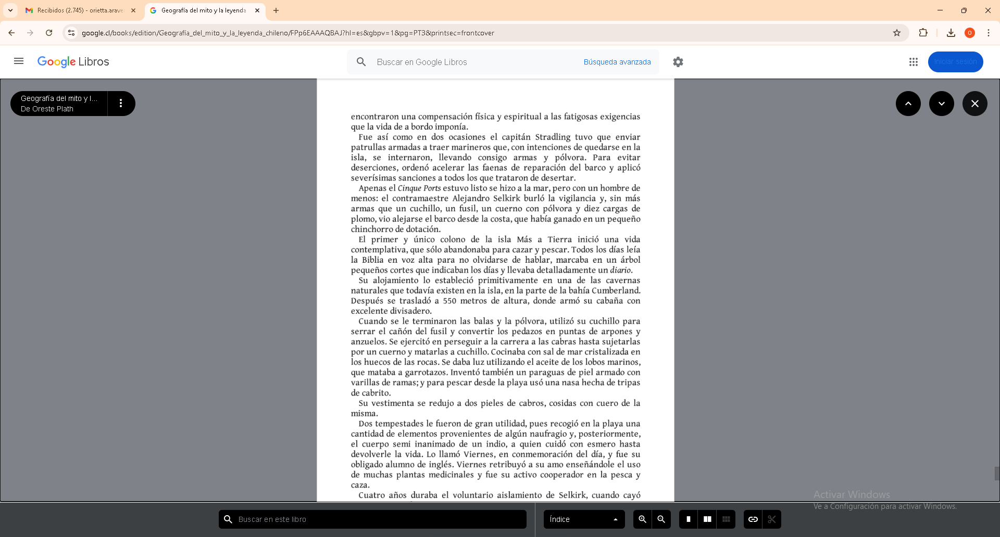 Recibidos (2.745) - orietta.arave
Geografía del mito y la leyenda
google.cl/books/edition/Geografía_del_mito_y_la_leyenda_chileno/FPp6EAAAQBAJ?hl=es&gbpv=1&pg=PT3&printsec=frontcover
O
Google Libros
Buscar en Google Libros
Búsqueda avanzada
Iniciar sesión
Geografía del mito y l...
De Oreste Plath
encontraron una compensación física y espiritual a las fatigosas exigencias
que la vida de a bordo imponía.
Fue así como en dos ocasiones el capitán Stradling tuvo que enviar
patrullas armadas a traer marineros que, con intenciones de quedarse en la
isla, se internaron, llevando consigo armas y pólvora. Para evitar
deserciones, ordenó acelerar las faenas de reparación del barco y aplicó
severísimas sanciones a todos los que trataron de desertar.
Apenas el Cinque Ports estuvo listo se hizo a la mar, pero con un hombre de
menos: el contramaestre Alejandro Selkirk burló la vigilancia y, sin más
armas que un cuchillo, un fusil, un cuerno con pólvora y diez cargas de
plomo, vio alejarse el barco desde la costa, que había ganado en un pequeño
chinchorro de dotación.
El primer y único colono de la isla Más a Tierra inició una vida
contemplativa, que sólo abandonaba para cazar y pescar. Todos los días leía
la Biblia en voz alta para no olvidarse de hablar, marcaba en un árbol
pequeños cortes que indicaban los días y llevaba detalladamente un diario.
Su alojamiento lo estableció primitivamente en una de las cavernas
naturales que todavía existen en la isla, en la parte de la bahía Cumberland.
Después se trasladó a 550 metros de altura, donde armó su cabaña con
excelente divisadero.
Cuando se le terminaron las balas y la pólvora, utilizó su cuchillo para
serrar el cañón del fusil y convertir los pedazos en puntas de arpones y
anzuelos. Se ejercitó en perseguir a la carrera a las cabras hasta sujetarlas
por un cuerno y matarlas a cuchillo. Cocinaba con sal de mar cristalizada en
los huecos de las rocas. Se daba luz utilizando el aceite de los lobos marinos,
que mataba a garrotazos. Inventó también un paraguas de piel armado con
varillas de ramas; y para pescar desde la playa usó una nasa hecha de tripas
de cabrito.
Su vestimenta se redujo a dos pieles de cabros, cosidas con cuero de la
misma.
Dos tempestades le fueron de gran utilidad, pues recogió en la playa una
cantidad de elementos provenientes de algún naufragio y, posteriormente,
el cuerpo semi inanimado de un indio, a quien cuidó con esmero hasta
devolverle la vida. Lo llamó Viernes, en conmemoración del día, y fue su
obligado alumno de inglés. Viernes retribuyó a su amo enseñándole el uso
de muchas plantas medicinales y fue su activo cooperador en la pesca y
caza.
Cuatro años duraba el voluntario aislamiento de Selkirk, cuando cayó
Activar Windows
Ve a Configuración para activar Windows.
Buscar en este libro
Índice